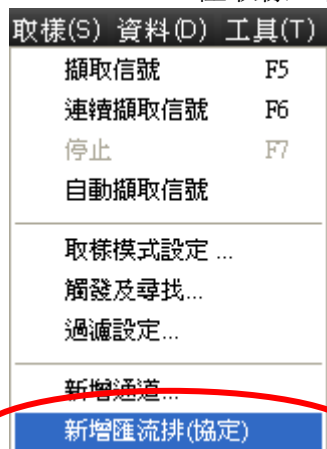 取樣(S) 資料(D) 工具(T)
擷取信號 F5
連續擷取信號 F6
停止 F7
自動擷取信號
取樣模式設定 ...
觸發及尋找...
過濾設定...
新增通道...
新增匯流排(協定)